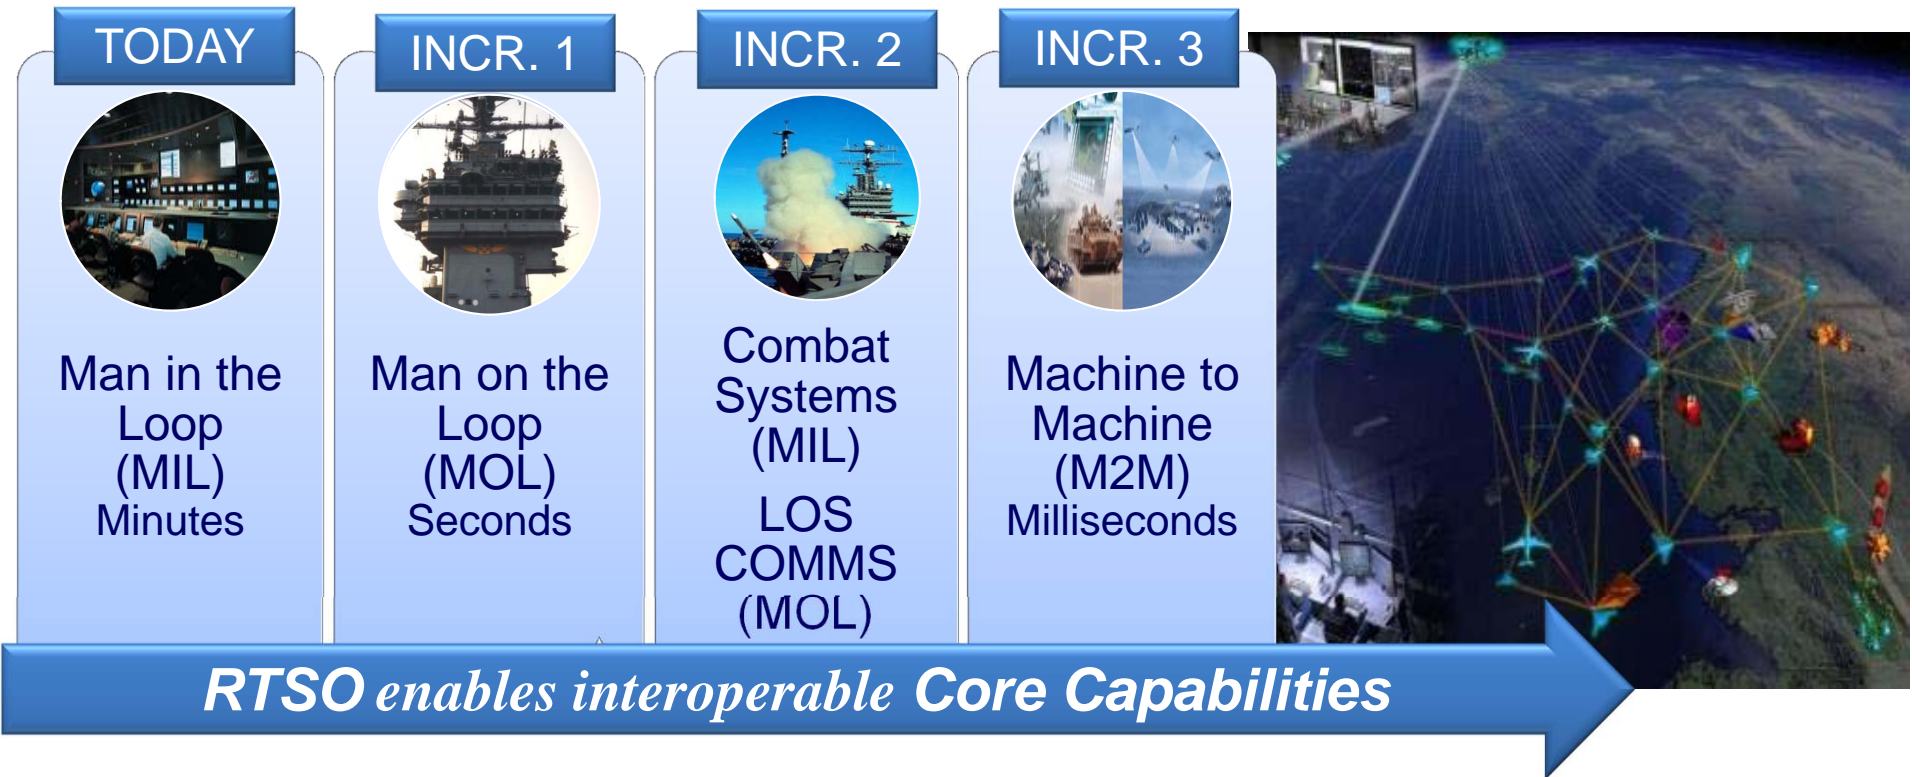 TODAY
Man in the
Loop
(MIL)
Minutes
INCR. 1
Man on the
Loop
(MOL)
Seconds
INCR. 2
Combat
Systems
(MIL)
LOS
COMMS
(MOL)
INCR. 3
Machine to
Machine
(M2M)
Milliseconds
RTSO enables interoperable Core Capabilities